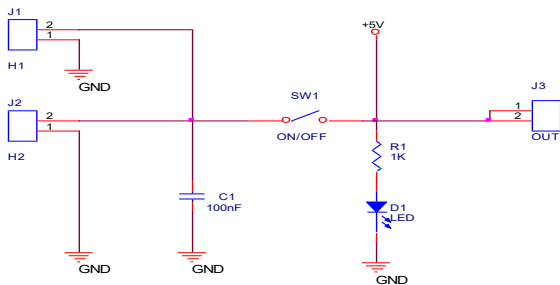 J1
2
1
H1
GND
J2
2
1
H2
GND
C1
100nF
GND
SW1
ON/OFF
+5V
R1
1K
D1
LED
GND
J3
1
2
OUT